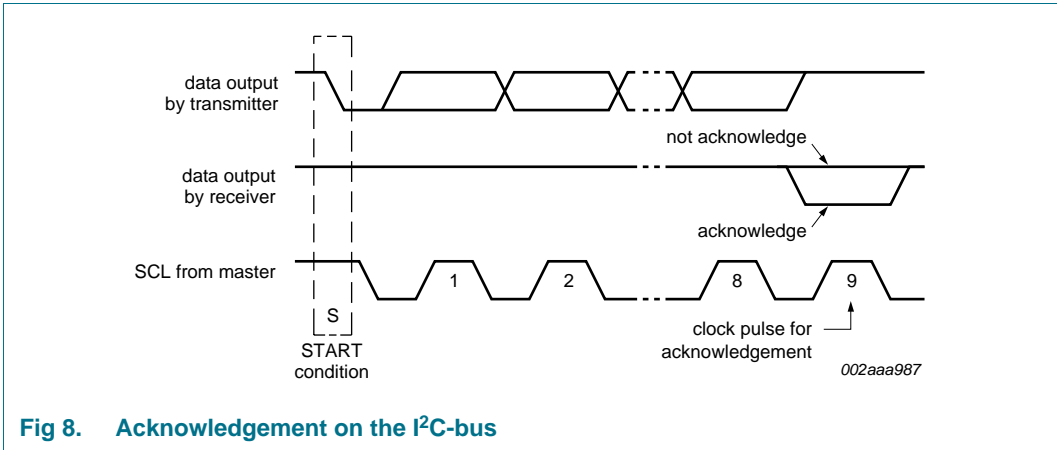 data output
by transmitter
not acknowledge
data output
by receiver
acknowledge
SCL from master
1
2
8
9
S
START
condition
clock pulse for
acknowledgement
002aaa987
Fig 8. Acknowledgement on the I²C-bus